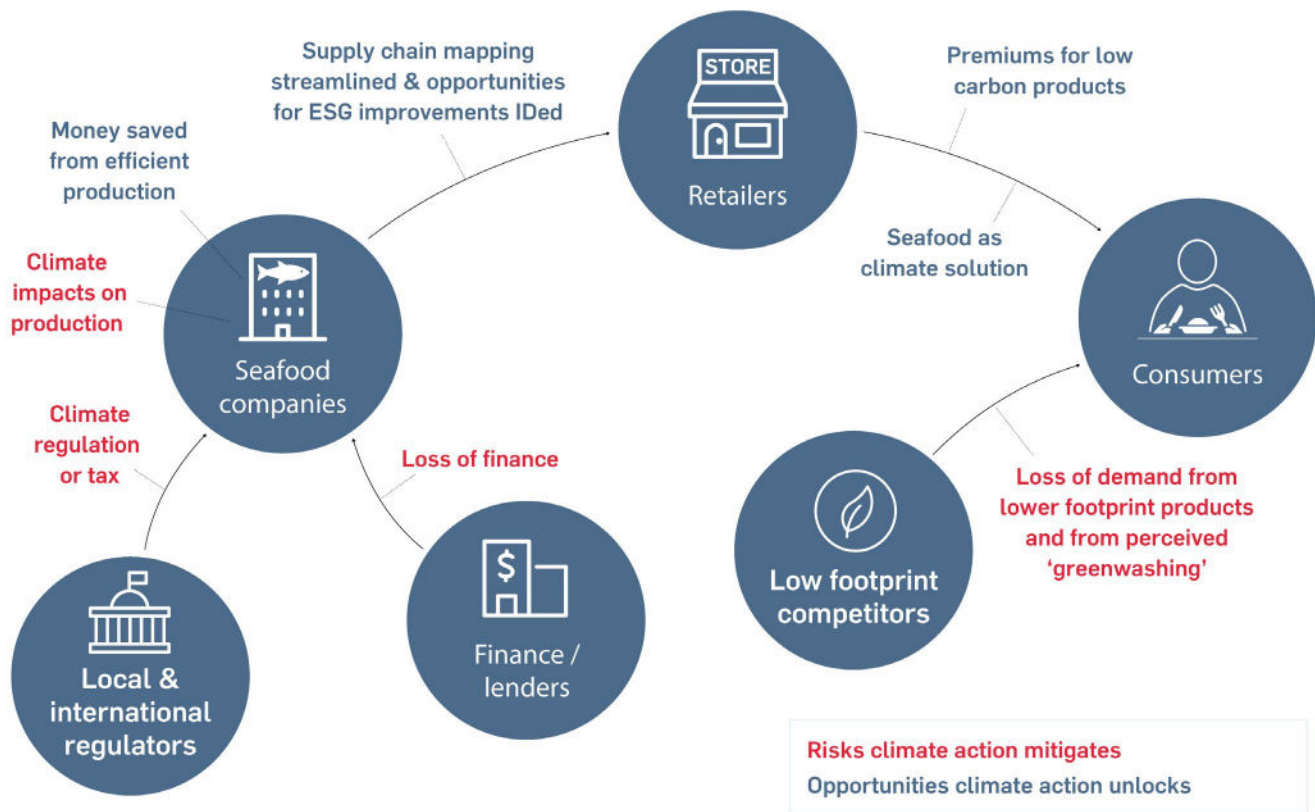 Supply chain mapping
streamlined & opportunities
for ESG improvements IDed
STORE
Retailers
Premiums for low
carbon products
Money saved
from efficient
production
Seafood as
climate solution
Climate
impacts on
production
Seafood
companies
Consumers
Climate
regulation
or tax
Loss of finance
Loss of demand from
lower footprint products
and from perceived
‘greenwashing’
Low footprint
competitors
$
Finance /
lenders
Local &
international
regulators
Risks climate action mitigates
Opportunities climate action unlocks